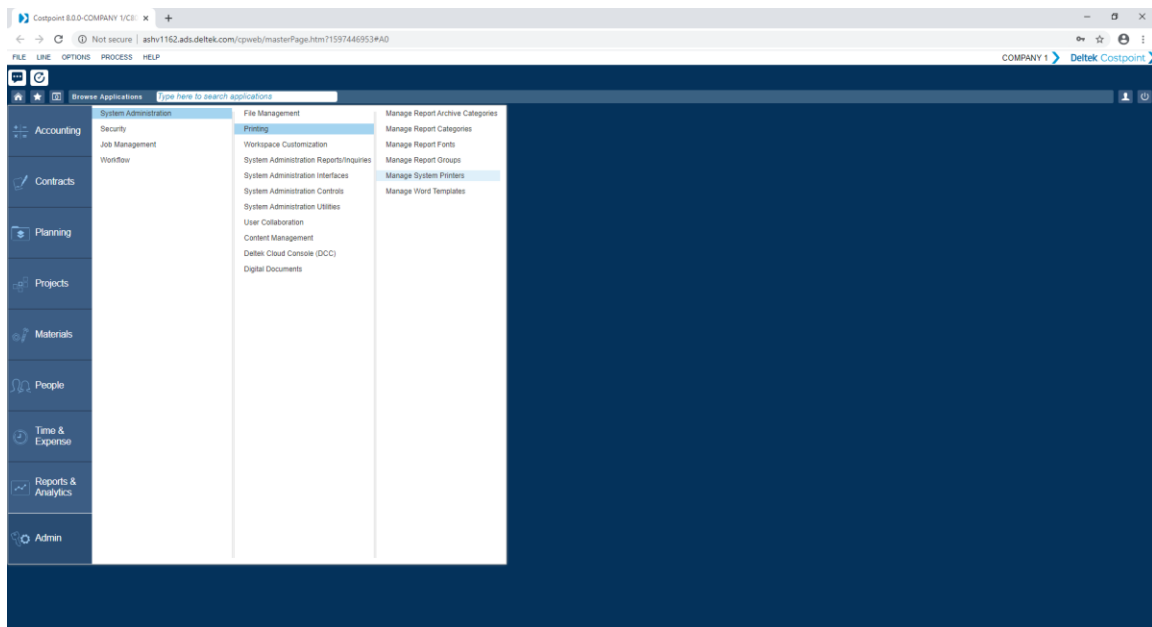 Costpoint 8.0.0-COMPANY 1/C80
Not secure | ashv1162.ads.deltek.com/cpweb/masterPage.htm?1597446953#A0
FILE LINE OPTIONS PROCESS HELP
COMPANY 1 Deltek Costpoint
Browse Applications Type here to search applications
Accounting
Contracts
Planning
Projects
Materials
People
Time &
Expense
Reports &
Analytics
Admin
System Administration
Security
Job Management
Workflow
File Management
Printing
Workspace Customization
System Administration Reports/Inquiries
System Administration Interfaces
System Administration Controls
System Administration Utilities
User Collaboration
Content Management
Deltek Cloud Console (DCC)
Digital Documents
Manage Report Archive Categories
Manage Report Categories
Manage Report Fonts
Manage Report Groups
Manage System Printers
Manage Word Templates